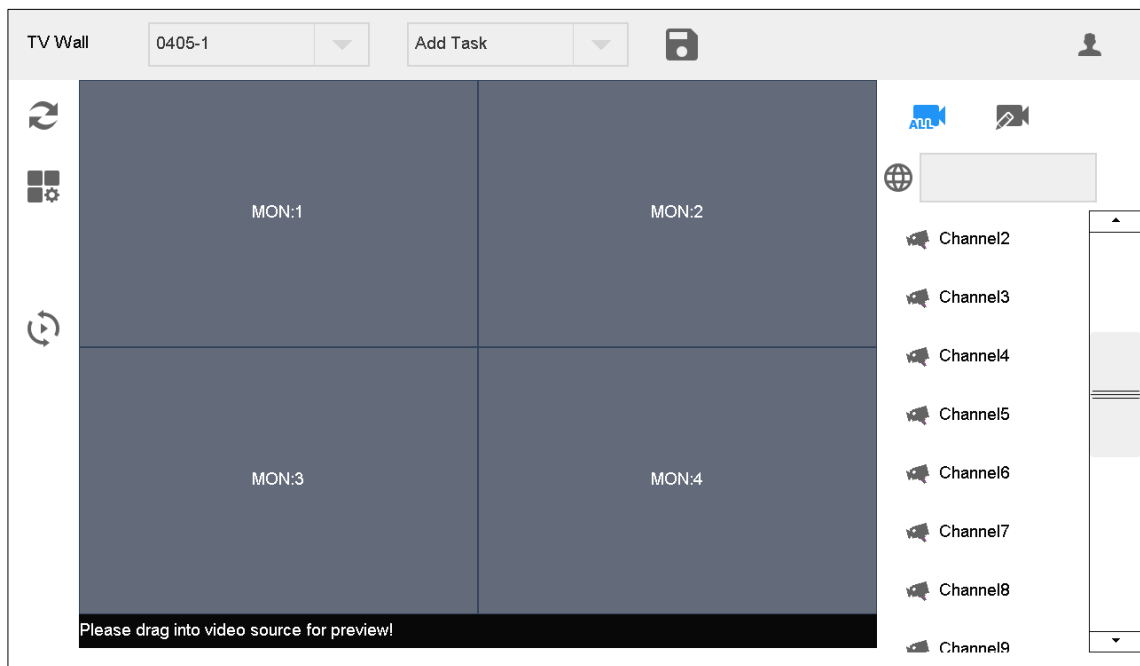 TV Wall
0405-1
Add Task
ALL
MON:1
MON:2
MON:3
MON:4
Please drag into video source for preview!
Channel2
Channel3
Channel4
Channel5
Channel6
Channel7
Channel8
Channel9